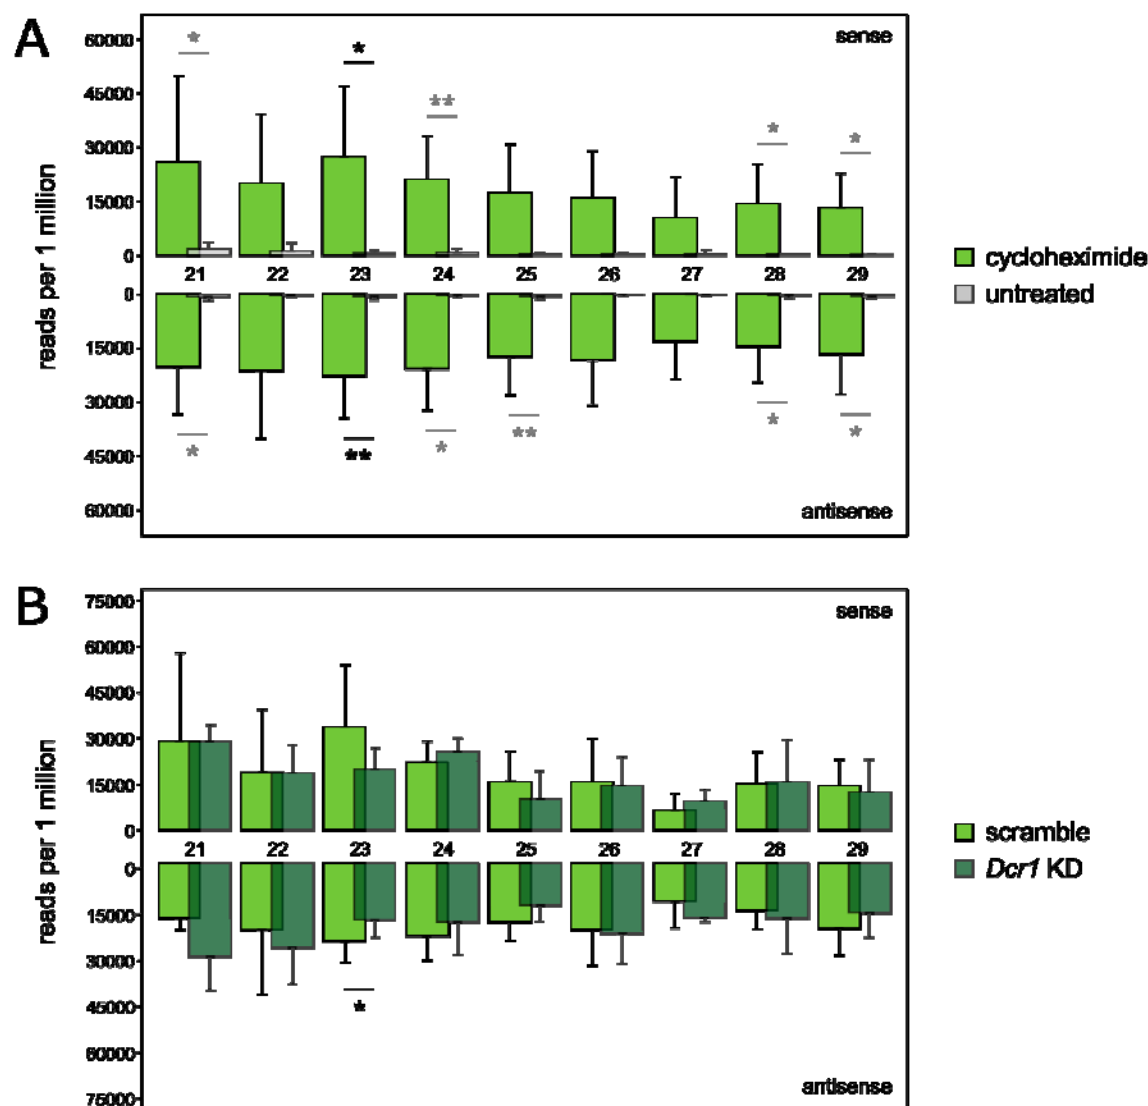 A
reads per 1 million
60000
45000
30000
15000
0
0
15000
30000
45000
60000
sense
* * ** * *
21 22 23 24 25 26 27 28 29
* ** * ** * *
antisense
cycloheximide
untreated
B
reads per 1 million
75000
60000
45000
30000
15000
0
0
15000
30000
45000
60000
75000
sense
21 22 23 24 25 26 27 28 29
*
antisense
scramble
Dcr1 KD